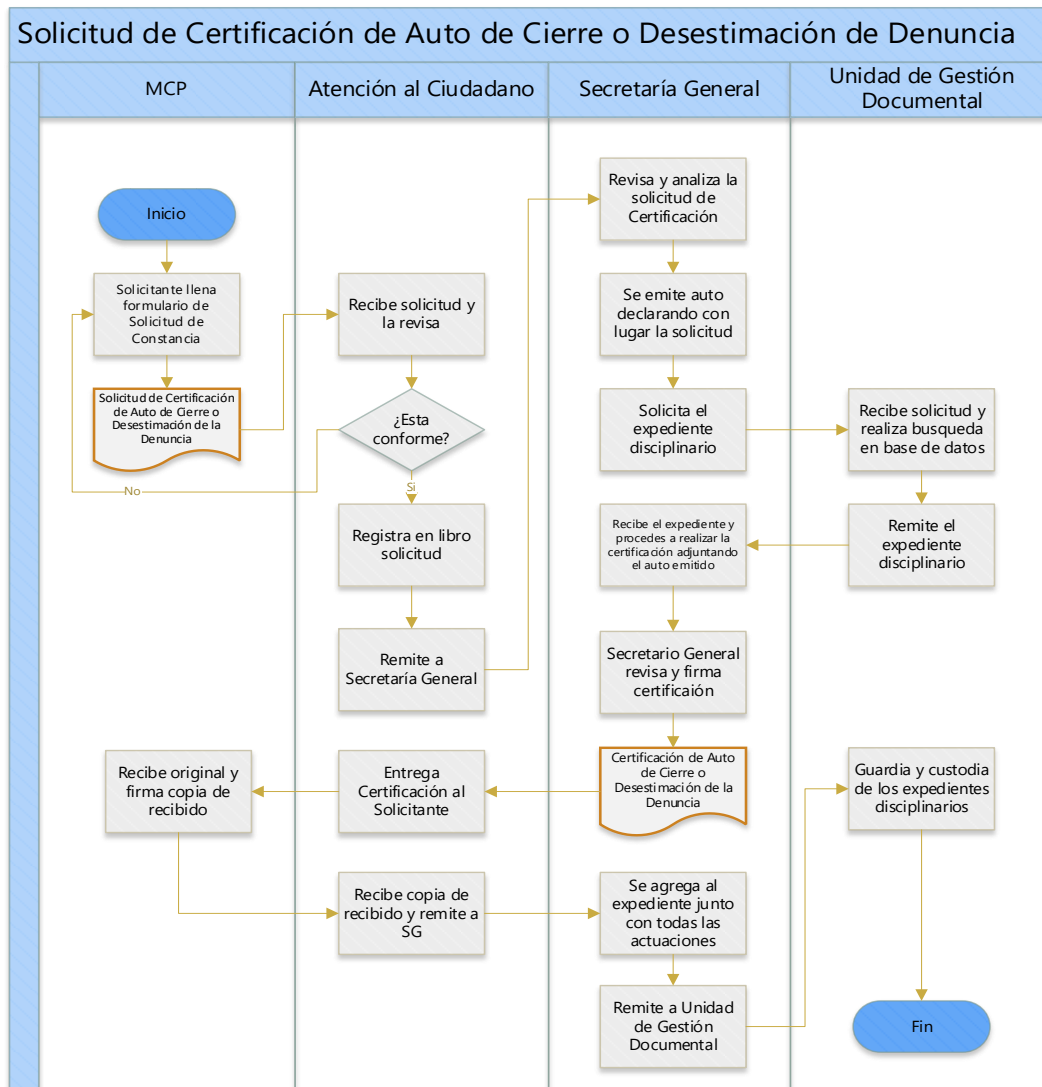 Solicitud de Certificación de Auto de Cierre o Desestimación de Denuncia
MCP
Atención al Ciudadano
Secretaría General
Unidad de Gestión
Documental
Inicio
Solicitante llena
formulario de
Solicitud de
Constancia
Solicitud de Certificación
de Auto de Cierre o
Desestimación de la
Denuncia
Recibe solicitud y
la revisa
¿Esta
conforme?
No
Si
Registra en libro
solicitud
Remite a
Secretaría General
Revisa y analiza la
solicitud de
Certificación
Se emite auto
declarando con
lugar la solicitud
Solicita el
expediente
disciplinario
Recibe solicitud y
realiza busqueda
en base de datos
Remite el
expediente
disciplinario
Recibe el expediente y
procedes a realizar la
certificación adjuntando
el auto emitido
Secretario General
revisa y firma
certificaión
Certificación de Auto
de Cierre o
Desestimación de la
Denuncia
Entrega
Certificación al
Solicitante
Recibe original y
firma copia de
recibido
Recibe copia de
recibido y remite a
SG
Se agrega al
expediente junto
con todas las
actuaciones
Remite a Unidad
de Gestión
Documental
Guardia y custodia
de los expedientes
disciplinarios
Fin